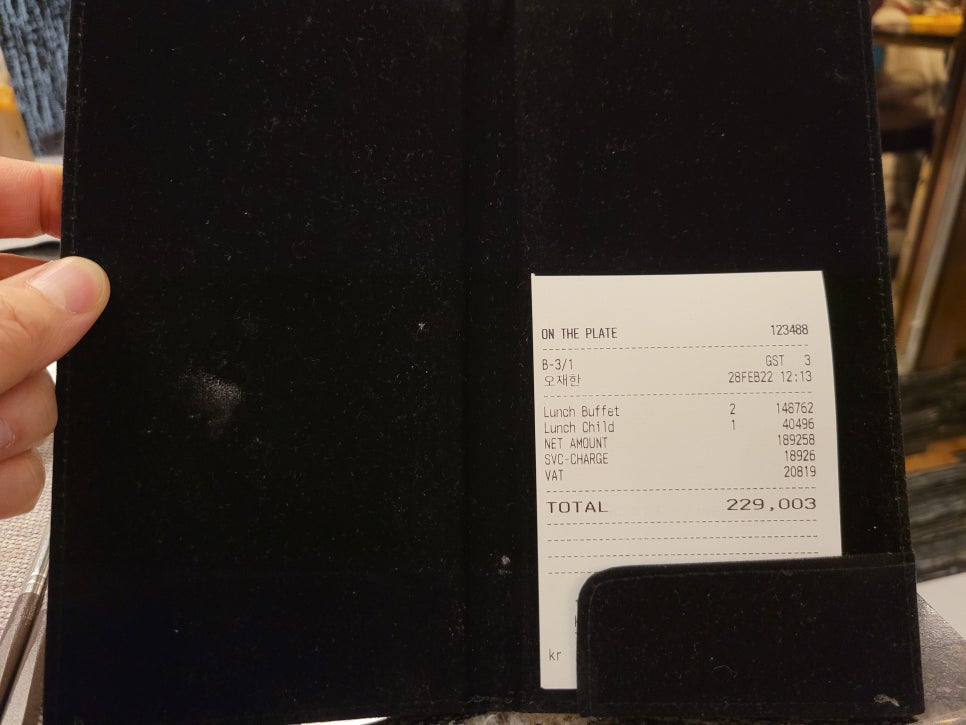 ON THE PLATE 123488
B-3/1 GST 3
오재한 28FEB22 12:13
Lunch Buffet 2 148762
Lunch Child 1 40496
NET AMOUNT 189258
SVC-CHARGE 18926
VAT 20819
TOTAL 229,003
kr